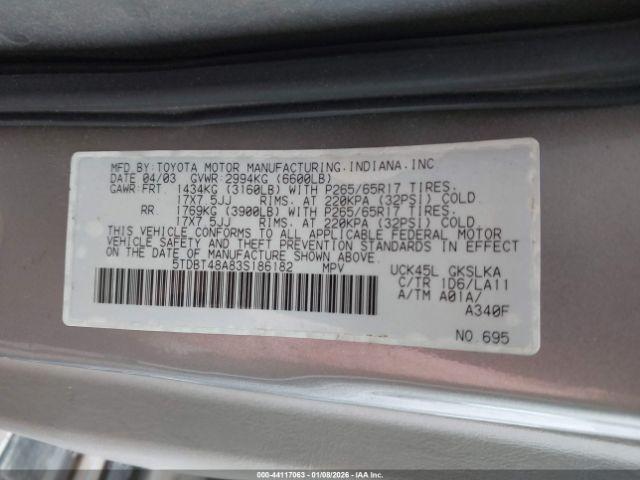 MFD BY:TOYOTA MOTOR MANUFACTURING.INDIANA.INC
DATE 04/03 GVWR 2994KG (6600LB)
GAWR:FRT 1434KG (3160LB) WITH P265/65R17 TIRES.
17X7.5JJ RIMS. AT 220KPA (32PSI) COLD
RR 1769KG (3900LB) WITH P265/65R17 TIRES.
17X7.5JJ RIMS. AT 220KPA (32PSI) COLD
THIS VEHICLE CONFORMS TO ALL APPLICABLE FEDERAL MOTOR
VEHICLE SAFETY AND THEFT PREVENTION STANDARDS IN
EFFECT ON THE DATE OF MANUFACTURE SHOWN ABOVE.
5TDBT48A83S186182 MPV UCK45L GKSLKA
C/TR 1D6/LA11
A/TM A01A/
A340F
NO.695
000-44117063 - 01/08/2026 - IAA Inc.